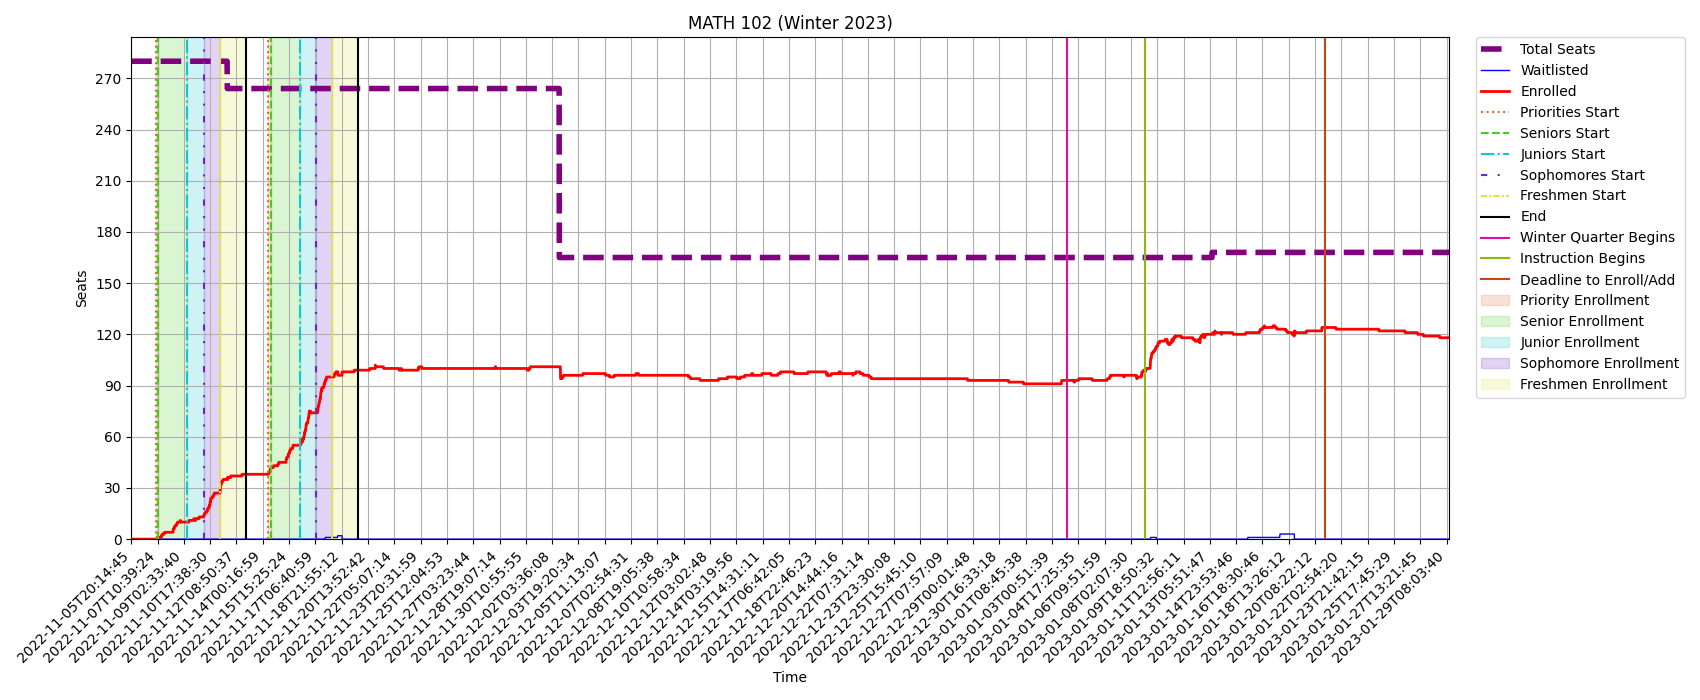 MATH 102 (Winter 2023)
Seats
270
240
210
180
150
120
90
60
30
0
2022-11-05T20:14:45
2022-11-07T10:39:24
2022-11-09T02:33:40
2022-11-10T17:38:30
2022-11-12T08:50:37
2022-11-14T00:16:59
2022-11-15T15:25:24
2022-11-17T06:40:59
2022-11-18T21:55:12
2022-11-20T13:52:42
2022-11-22T05:07:14
2022-11-23T20:31:59
2022-11-25T12:04:53
2022-11-27T03:23:44
2022-11-28T19:07:14
2022-11-30T10:55:55
2022-12-02T03:36:08
2022-12-03T19:20:34
2022-12-05T11:13:07
2022-12-07T02:54:31
2022-12-08T19:05:38
2022-12-10T10:58:34
2022-12-12T03:02:48
2022-12-14T03:19:56
2022-12-15T14:31:11
2022-12-17T06:42:05
2022-12-18T22:46:23
2022-12-20T14:44:16
2022-12-22T07:31:14
2022-12-23T23:30:08
2022-12-25T15:45:10
2022-12-27T07:57:09
2022-12-29T00:01:48
2022-12-30T16:33:18
2023-01-01T08:45:38
2023-01-03T00:51:39
2023-01-04T17:25:35
2023-01-06T09:51:59
2023-01-08T02:07:30
2023-01-09T18:50:32
2023-01-11T12:56:11
2023-01-13T05:51:47
2023-01-14T23:53:46
2023-01-16T18:30:46
2023-01-18T13:26:12
2023-01-20T08:22:12
2023-01-22T02:54:20
2023-01-23T21:42:15
2023-01-25T17:45:29
2023-01-27T13:21:45
2023-01-29T08:03:40
Time
Total Seats
Waitlisted
Enrolled
Priorities Start
Seniors Start
Juniors Start
Sophomores Start
Freshmen Start
End
Winter Quarter Begins
Instruction Begins
Deadline to Enroll/Add
Priority Enrollment
Senior Enrollment
Junior Enrollment
Sophomore Enrollment
Freshmen Enrollment